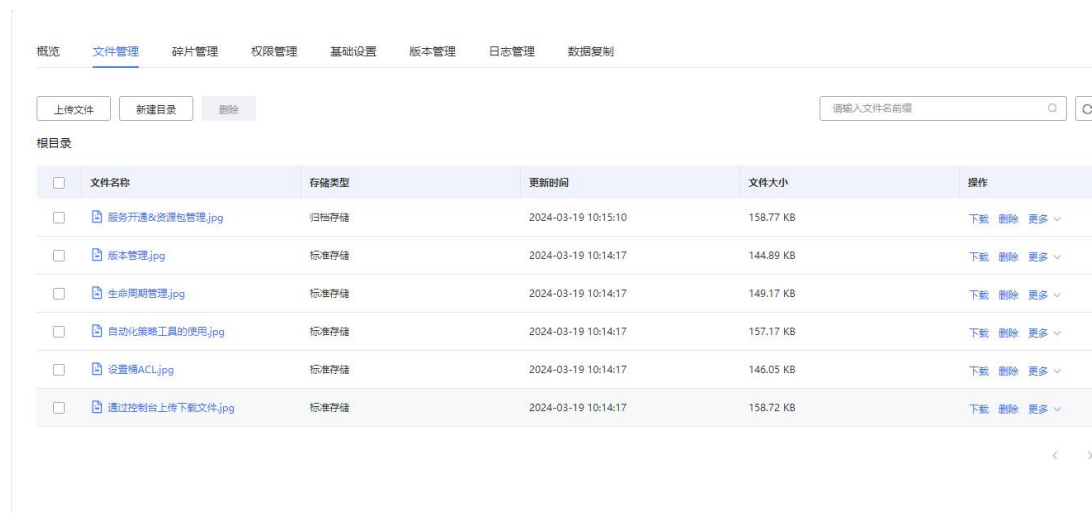 概览 文件管理 碎片管理 权限管理 基础设置 版本管理 日志管理 数据复制
上传文件 新建目录 删除 请输入文件名前缀
根目录
文件名称 存储类型 更新时间 文件大小 操作
服务开通&资源包管理.jpg 归档存储 2024-03-19 10:15:10 158.77 KB 下载 删除 更多
版本管理.jpg 标准存储 2024-03-19 10:14:17 144.89 KB 下载 删除 更多
生命周期管理.jpg 标准存储 2024-03-19 10:14:17 149.17 KB 下载 删除 更多
自动化策略工具的使用.jpg 标准存储 2024-03-19 10:14:17 157.17 KB 下载 删除 更多
设置桶ACL.jpg 标准存储 2024-03-19 10:14:17 146.05 KB 下载 删除 更多
通过控制台上传下载文件.jpg 标准存储 2024-03-19 10:14:17 158.72 KB 下载 删除 更多